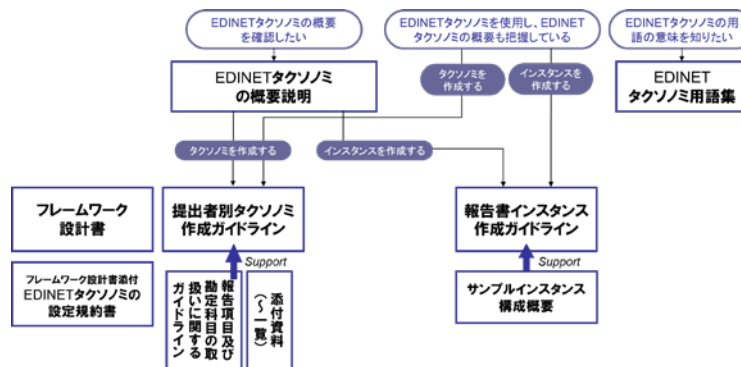 EDINETタクソノミの概要
を確認したい
EDINETタクソノミを使用し、EDINET
タクソノミの概要も把握している
EDINETタクソノミの用
語の意味を知りたい
EDINETタクソノミ
の概要説明
タクソノミを
作成する
インスタンスを
作成する
EDINET
タクソノミ用語集
タクソノミを作成する
インスタンスを作成する
フレームワーク
設計書
提出者別タクソノミ
作成ガイドライン
報告書インスタンス
作成ガイドライン
Support
Support
フレームワーク設計書添付
EDINETタクソノミの
設定規約書
報告項目及び
勘定科目の取
扱いに関する
ガイドライン
添付資料
(～一覧)
サンプルインスタンス
構成概要